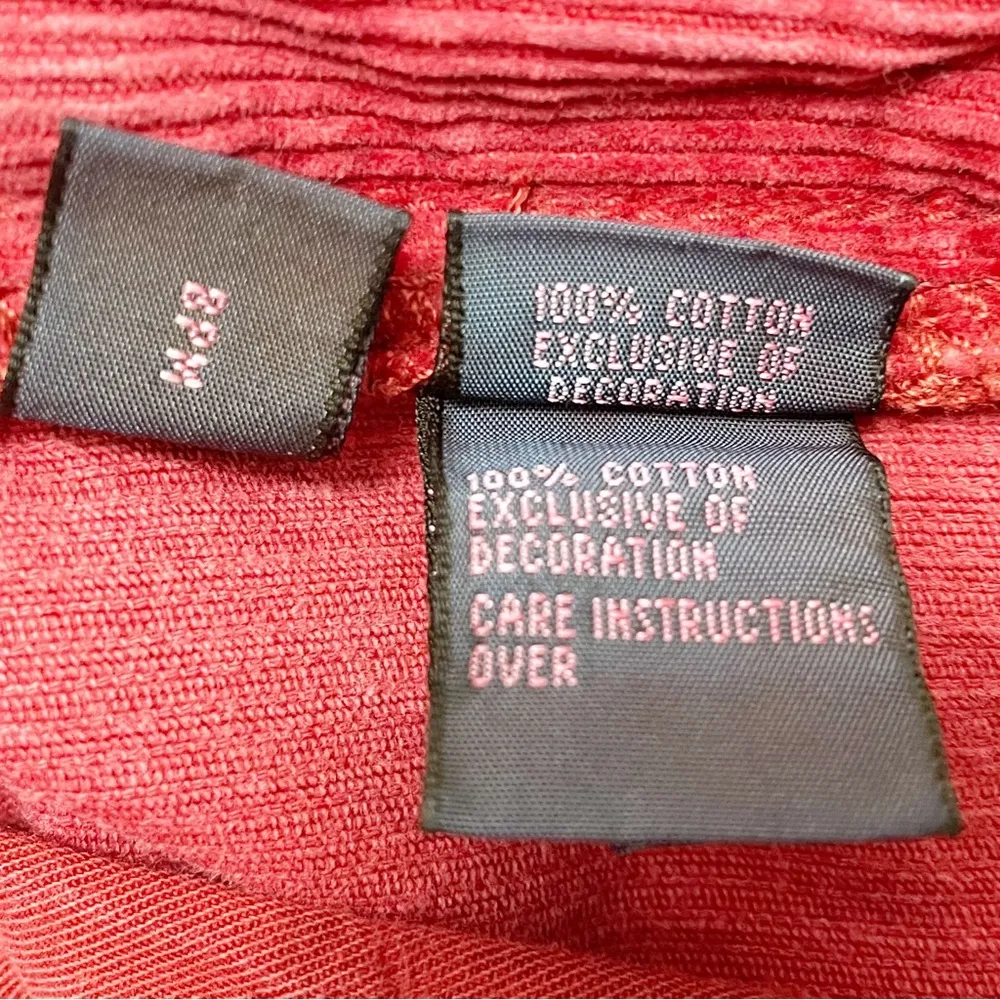 100% COTTON
EXCLUSIVE OF
DECORATION
100% COTTON
EXCLUSIVE OF
DECORATION
CARE INSTRUCTIONS
OVER